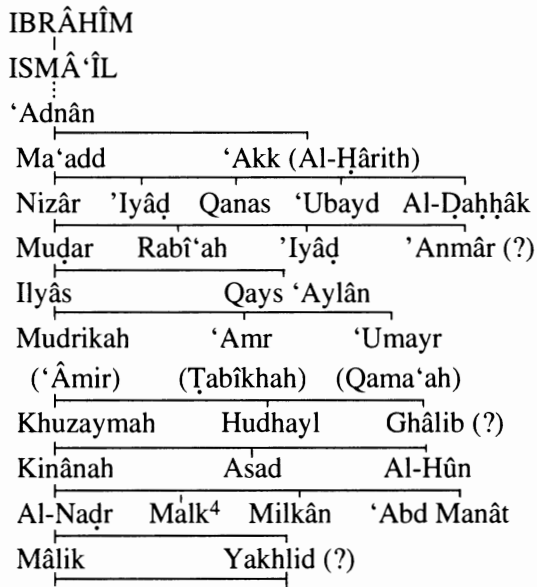 IBRÂHÎM
ISMÂ‘ÎL
‘Adnân
Ma‘add ‘Akk (Al-Ḥârith)
Nizâr ’Iyâḍ Qanas ‘Ubayd Al-Ḍaḥḥâk
Muḍar Rabî‘ah ’Iyâḍ ’Anmâr (?)
Ilyâs Qays ‘Aylân
Mudrikah ‘Amr ‘Umayr
(‘Âmir) (Ṭabîkhah) (Qama‘ah)
Khuzaymah Hudhayl Ghâlib (?)
Kinânah Asad Al-Hûn
Al-Naḍr Malk⁴ Milkân ‘Abd Manât
Mâlik Yakhlid (?)